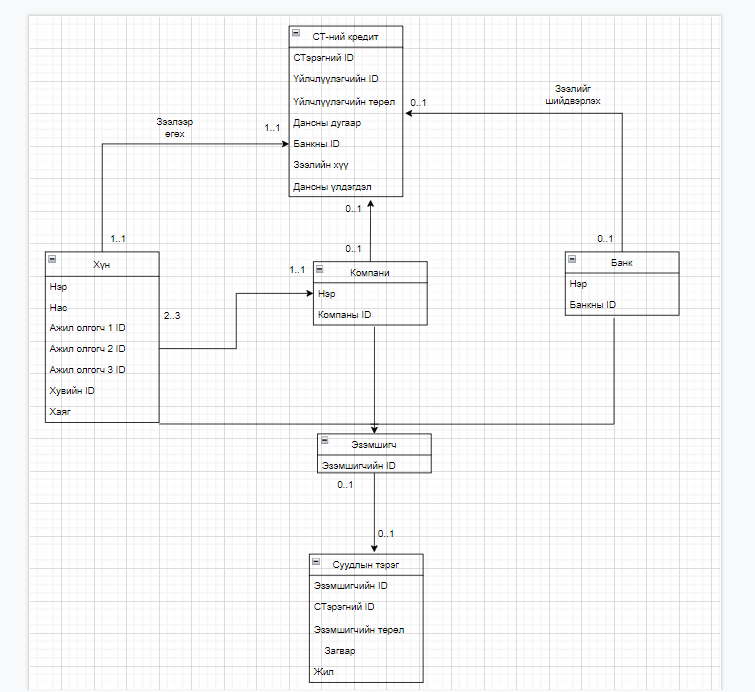 СТ-ний кредит
СТэрэгний ID
Үйлчлүүлэгчийн ID
Үйлчлүүлэгчийн төрөл
Дансны дугаар
Банкны ID
Зээлийн хүү
Дансны үлдэгдэл
Зээлээр
өгөх
1..1
1..1
0..1
Зээлийг
шийдвэрлэх
0..1
0..1
0..1
Хүн
Нэр
Нас
Ажил олгогч 1 ID
Ажил олгогч 2 ID
Ажил олгогч 3 ID
Хувийн ID
Хаяг
2..3
1..1
Компани
Нэр
Компаны ID
Банк
Нэр
Банкны ID
Эзэмшигч
Эзэмшигчийн ID
0..1
0..1
Суудлын тэрэг
Эзэмшигчийн ID
СТэрэгний ID
Эзэмшигчийн төрөл
Загвар
Жил